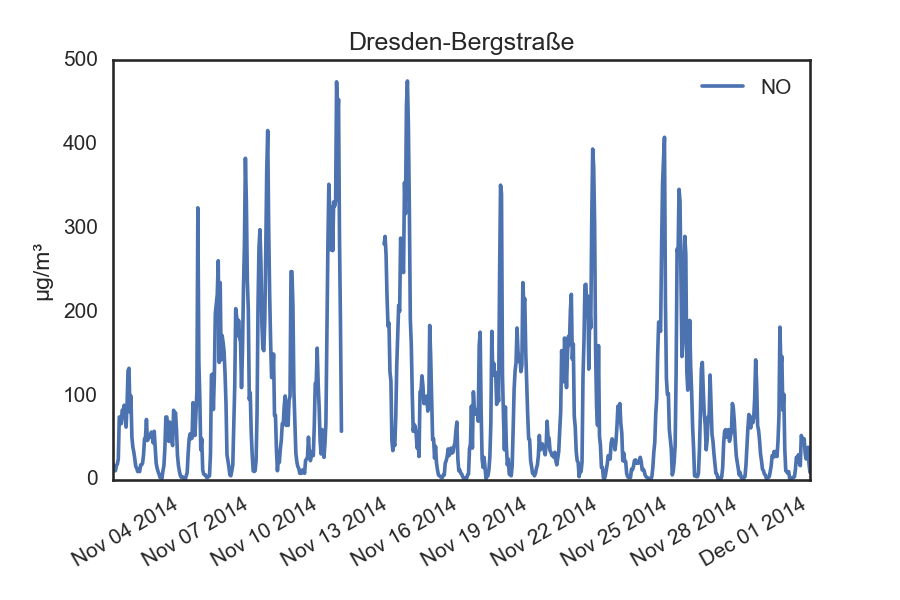 Dresden-Bergstraße
500
400
300
200
100
0
µg/m³
NO
Nov 04 2014
Nov 07 2014
Nov 10 2014
Nov 13 2014
Nov 16 2014
Nov 19 2014
Nov 22 2014
Nov 25 2014
Nov 28 2014
Dec 01 2014